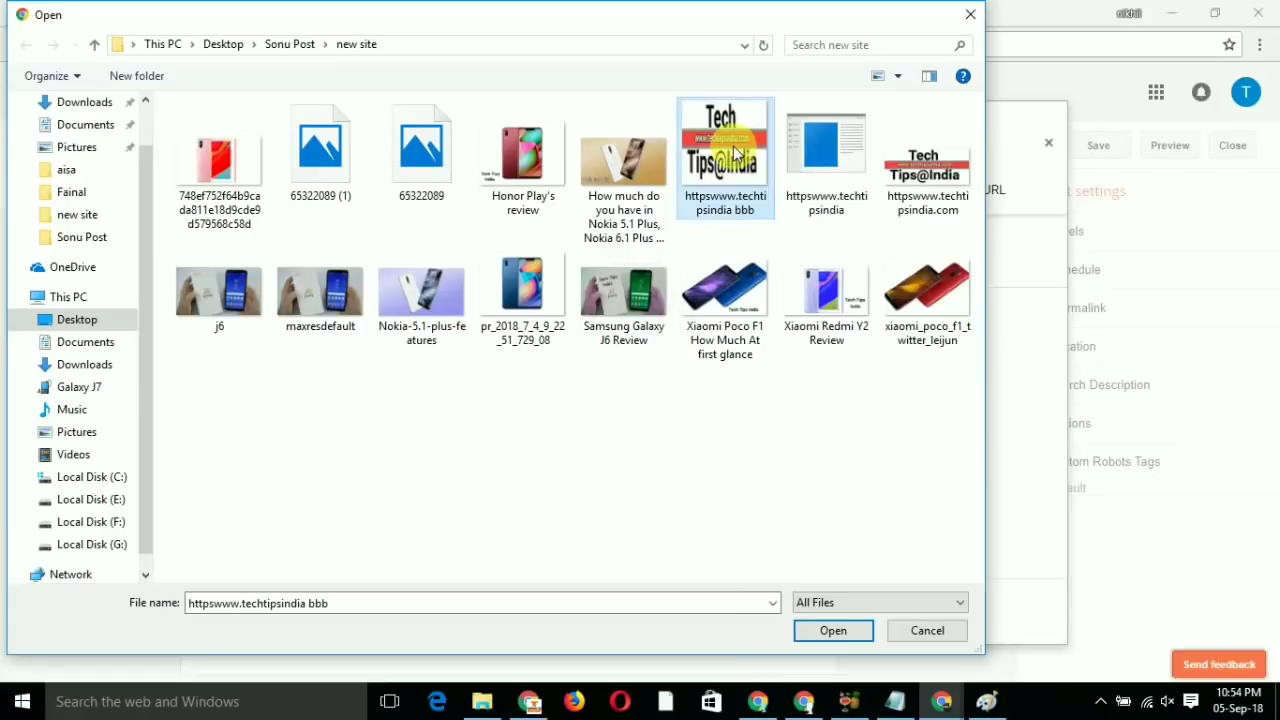 Open
nikhil
This PC
Desktop
Sonu Post
new site
Search new site
Organize
New folder
?
T
Downloads
Documents
Pictures
aisa
Fainal
new site
Sonu Post
OneDrive
This PC
Desktop
Documents
Downloads
Galaxy J7
Music
Pictures
Videos
Local Disk (C:)
Local Disk (E:)
Local Disk (F:)
Local Disk (G:)
Network
748ef752f64b9ca
da811e18d9cde9
d579568c58d
65322089 (1)
65322089
Honor Play's
review
How much do
you have in
Nokia 5.1 Plus,
Nokia 6.1 Plus ...
Tech
Tips@India
httpswww.techti
psindia bbb
httpswww.techti
psindia
Tech
Tips@India
httpswww.techti
psindia.com
j6
maxresdefault
Nokia-5.1-plus-fe
atures
pr_2018_7_4_9_22
_51_729_08
Samsung Galaxy
J6 Review
Tech Tips India
Xiaomi Poco F1
How Much At
first glance
Xiaomi Redmi Y2
Review
xiaomi_poco_f1_t
witter_leijun
Save
Preview
Close
URL
t settings
els
edule
rmalink
ation
rch Description
ions
tom Robots Tags
ault
File name:
httpswww.techtipsindia bbb
All Files
Open
Cancel
Send feedback
Search the web and Windows
10:54 PM
05-Sep-18